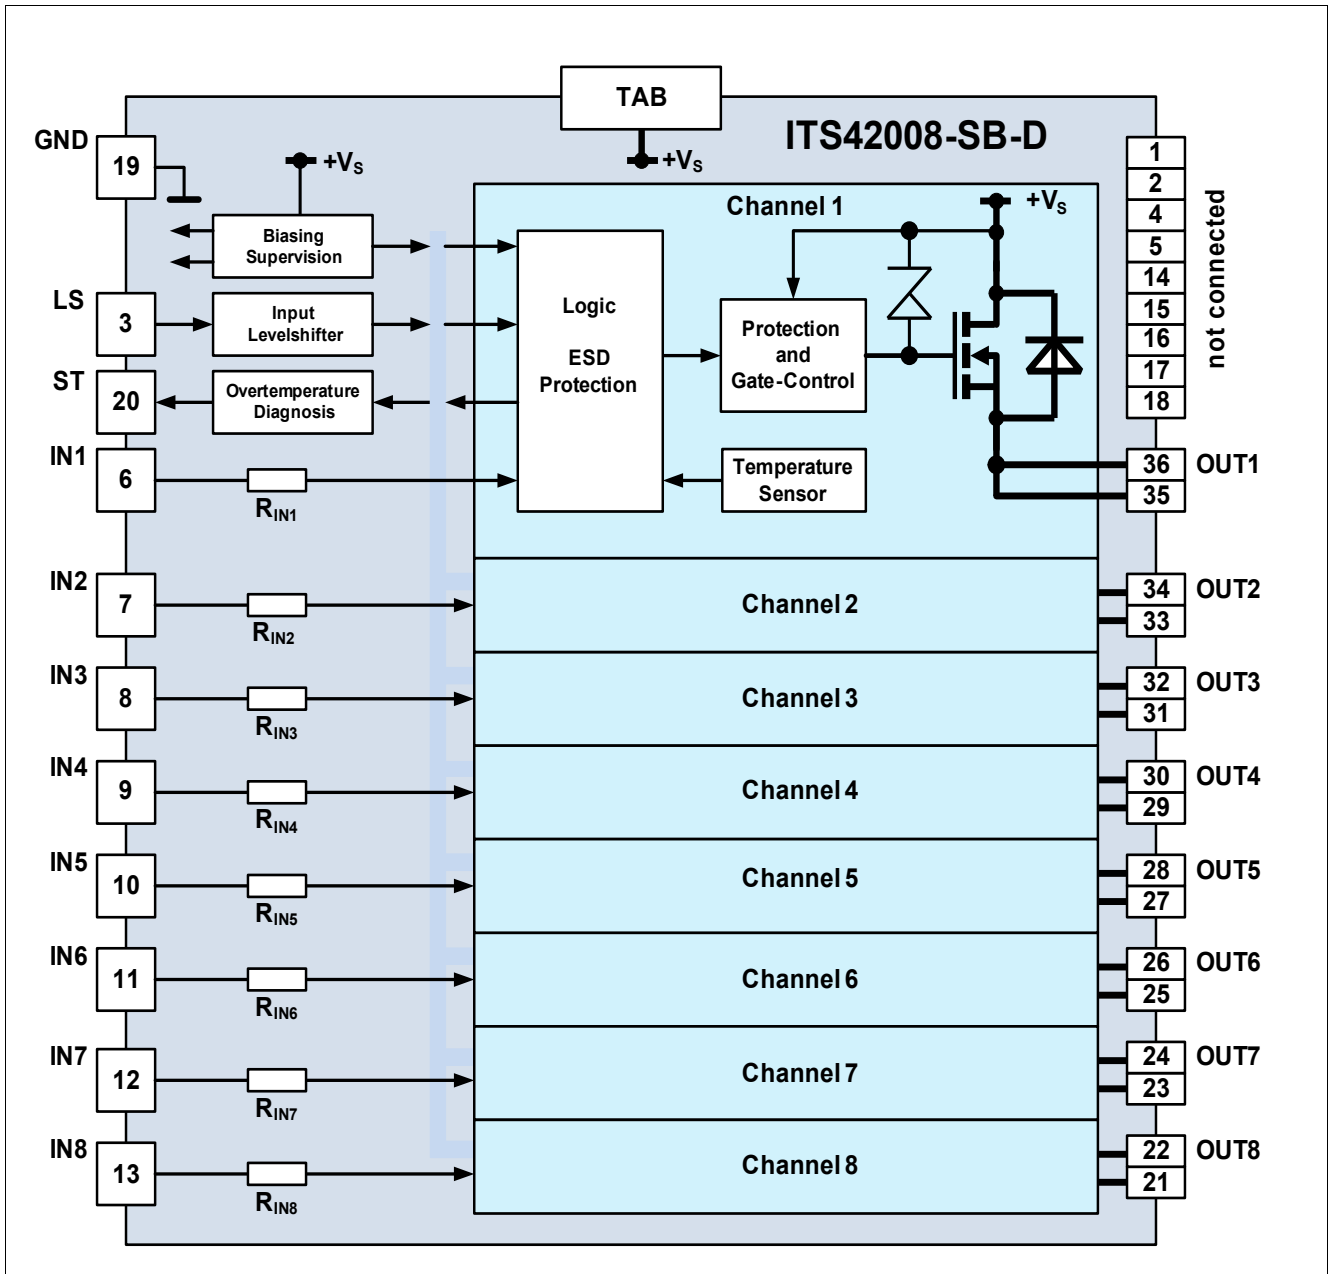 TAB
ITS42008-SB-D
GND
19
+VS
+VS
Biasing
Supervision
LS
3
Input
Levelshifter
ST
20
Overtemperature
Diagnosis
IN1
6
RIN1
Channel 1
+VS
Logic
ESD
Protection
Protection
and
Gate-Control
Temperature
Sensor
1
2
4
5
14
15
16
17
18
not connected
36
OUT1
35
IN2
7
RIN2
Channel 2
34
OUT2
33
IN3
8
RIN3
Channel 3
32
OUT3
31
IN4
9
RIN4
Channel 4
30
OUT4
29
IN5
10
RIN5
Channel 5
28
OUT5
27
IN6
11
RIN6
Channel 6
26
OUT6
25
IN7
12
RIN7
Channel 7
24
OUT7
23
IN8
13
RIN8
Channel 8
22
OUT8
21